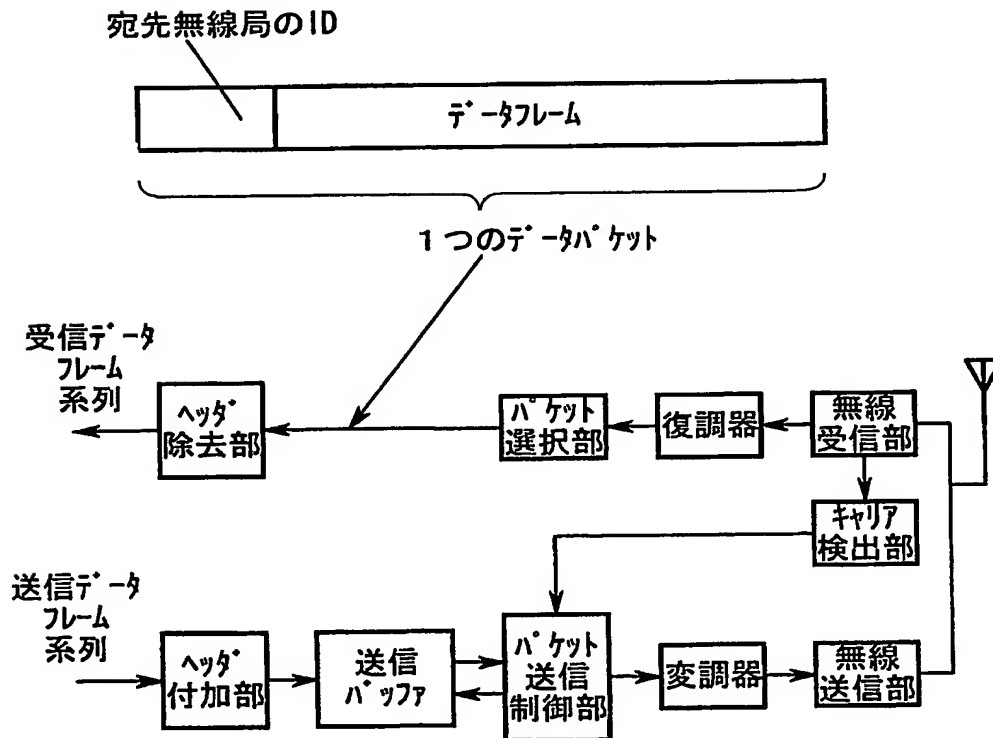 宛先無線局のID
データフレーム
1つのデータパケット
受信データ
フレーム
系列
ヘッダ
除去部
パケット
選択部
復調器
無線
受信部
キャリア
検出部
送信データ
フレーム
系列
ヘッダ
付加部
送信
バッファ
パケット
送信
制御部
変調器
無線
送信部